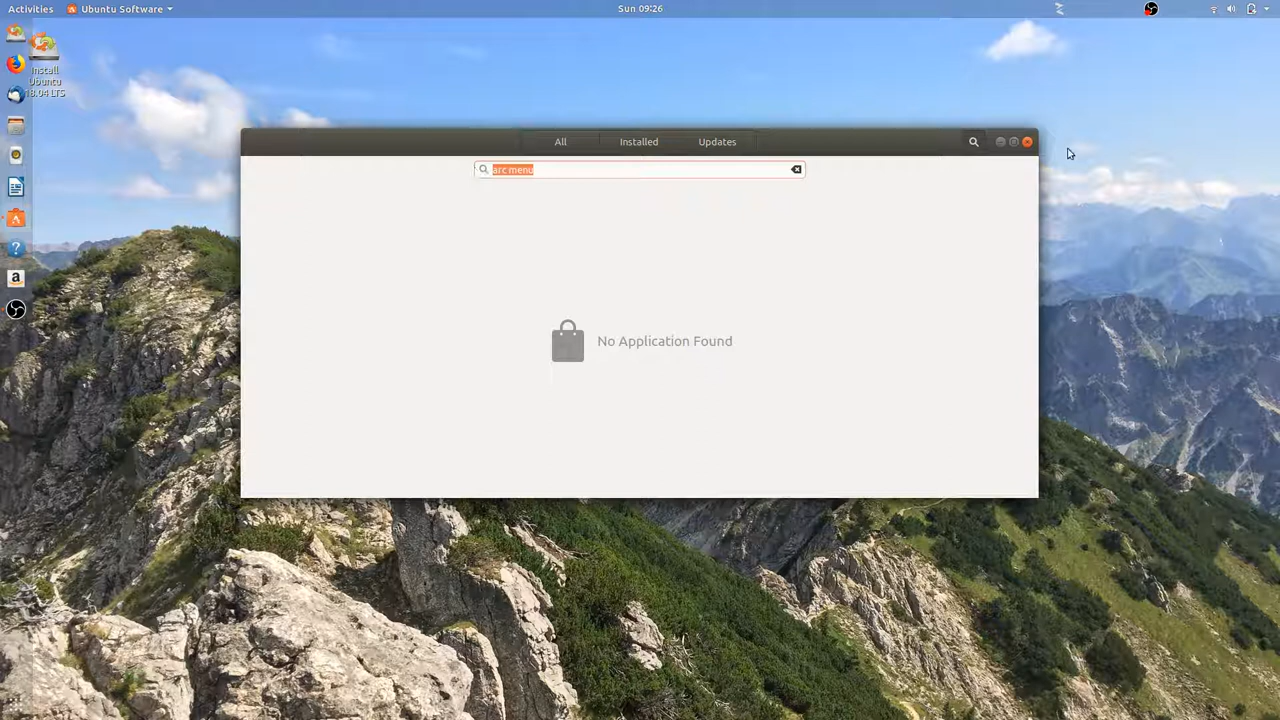 Activities
Ubuntu Software
Sun 09:26
Install
Ubuntu
18.04 LTS
All
Installed
Updates
arc menu
No Application Found
a
?